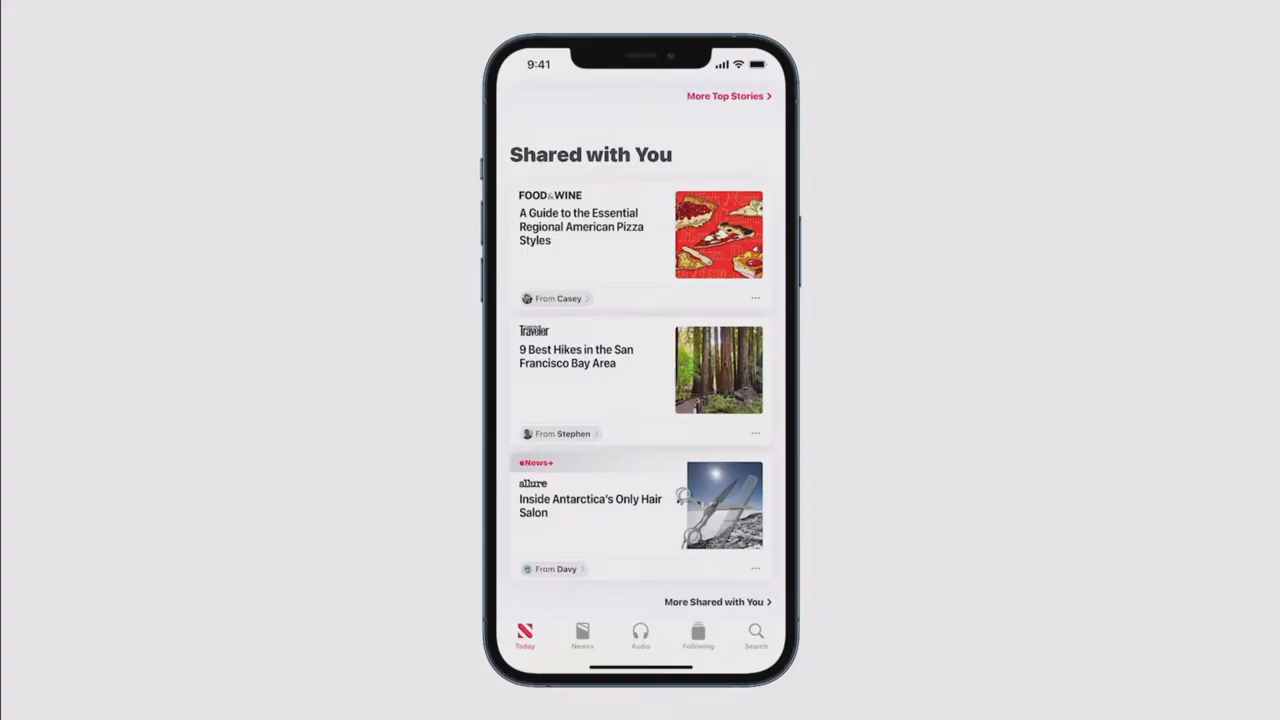 9:41
More Top Stories >
Shared with You
FOOD&WINE
A Guide to the Essential
Regional American Pizza
Styles
From Casey >
Traveler
9 Best Hikes in the San
Francisco Bay Area
From Stephen >
News+
allure
Inside Antarctica's Only Hair
Salon
From Davy >
More Shared with You >
Today
News+
Audio
Following
Search